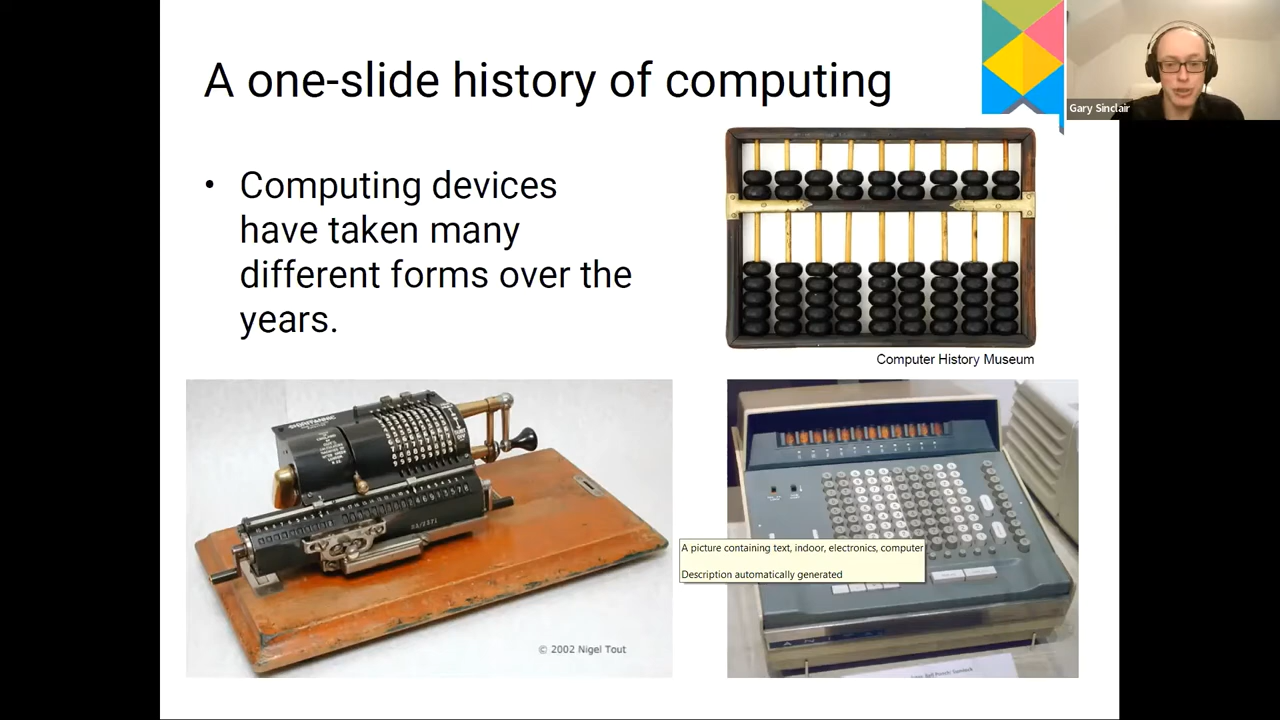 A one-slide history of computing
Gary Sinclair
• Computing devices
have taken many
different forms over the
years.
Computer History Museum
© 2002 Nigel Tout
A picture containing text, indoor, electronics, computer
Description automatically generated